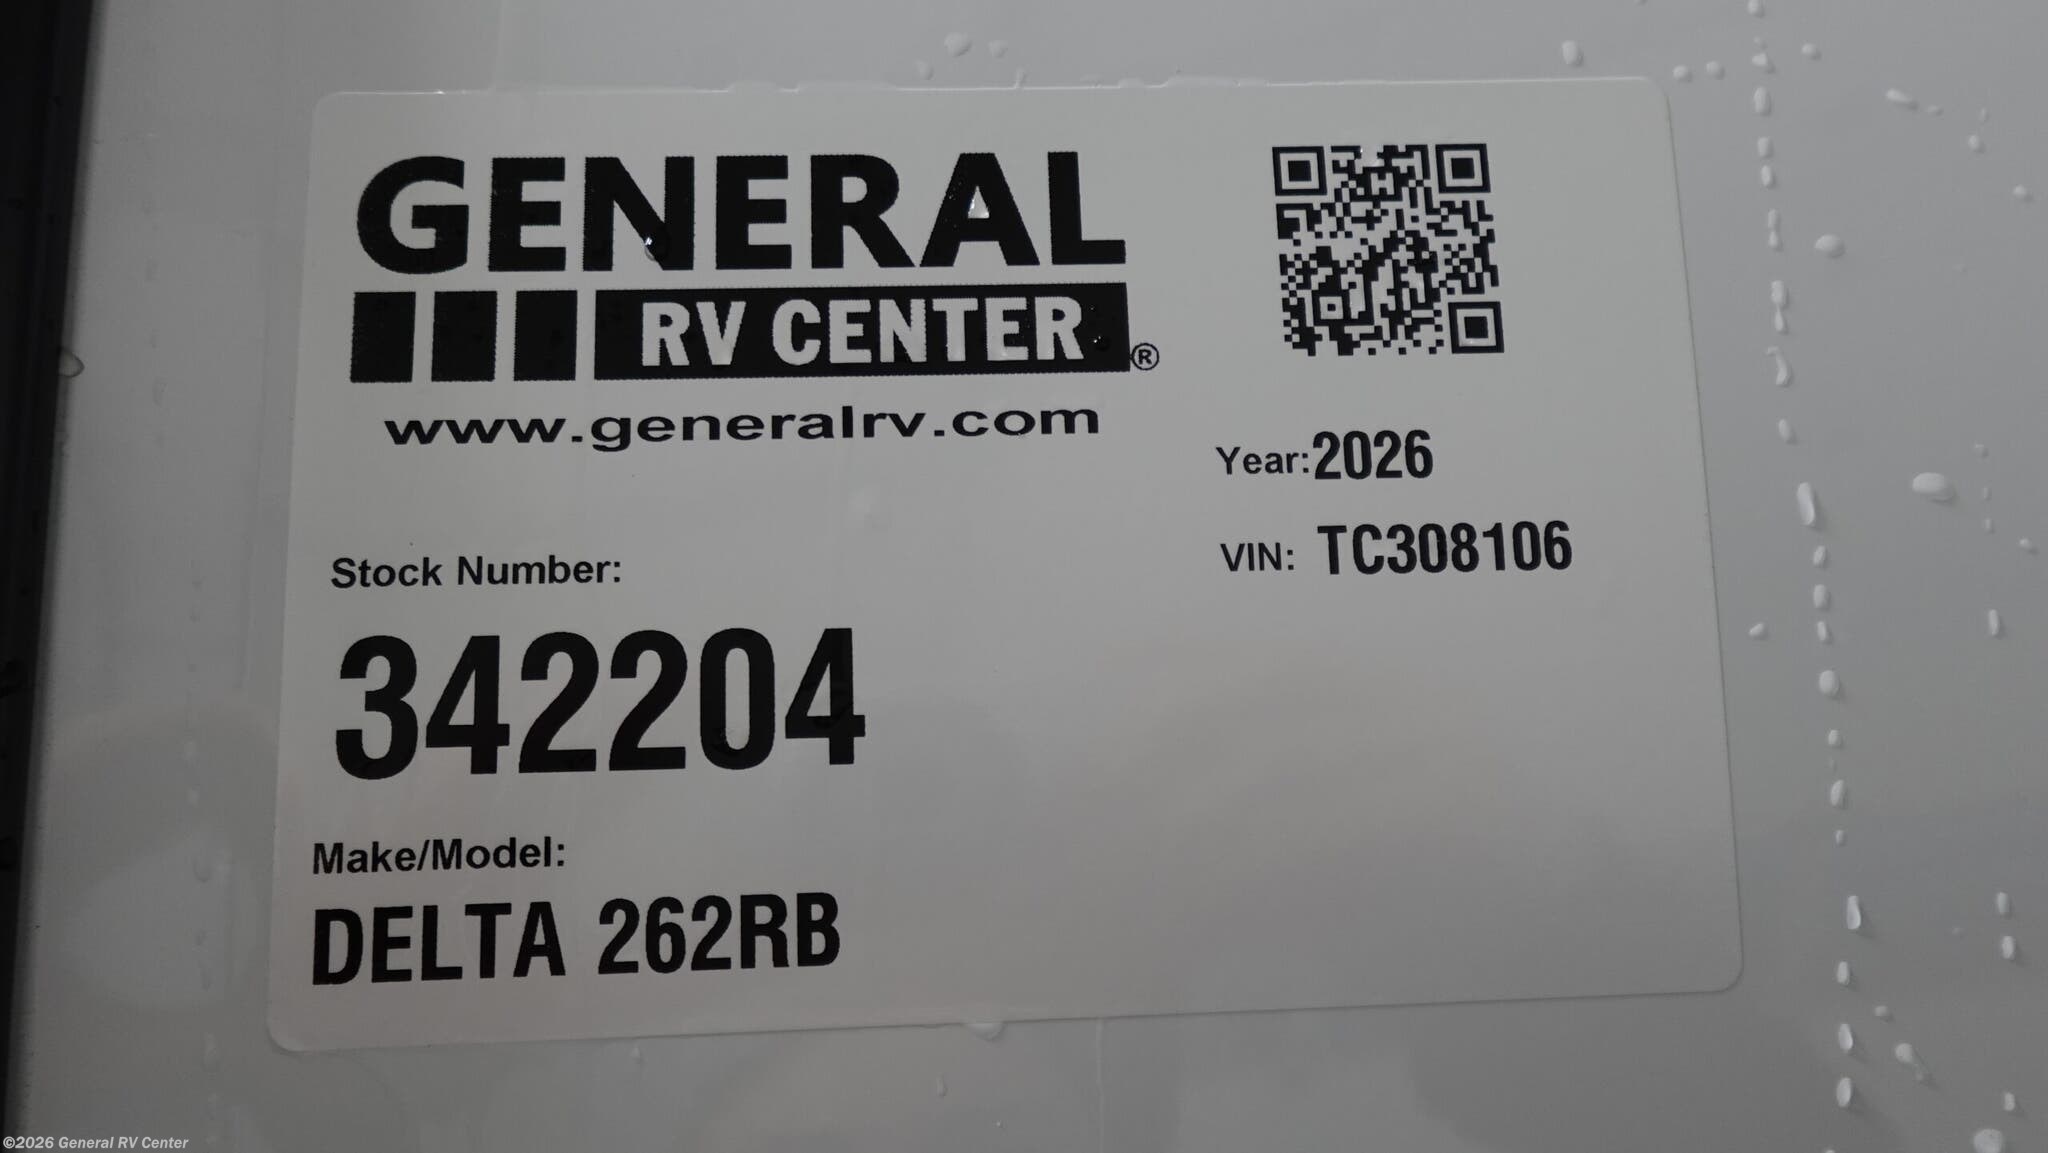 GENERAL
RV CENTER®
www.generalrv.com
Year: 2026
VIN: TC308106
Stock Number:
342204
Make/Model:
DELTA 262RB
©2026 General RV Center